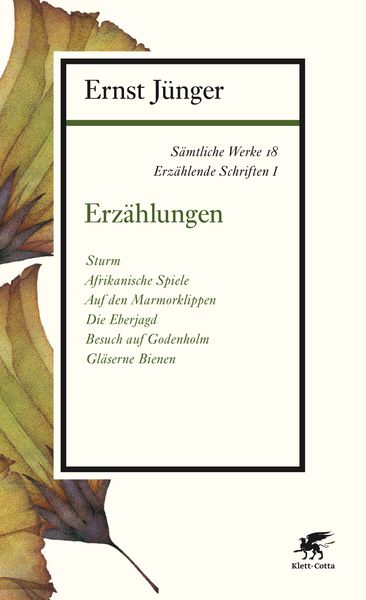 Ernst Jünger
Sämtliche Werke 18
Erzählende Schriften I
Erzählungen
Sturm
Afrikanische Spiele
Auf den Marmorklippen
Die Eberjagd
Besuch auf Godenholm
Gläserne Bienen
Klett-Cotta